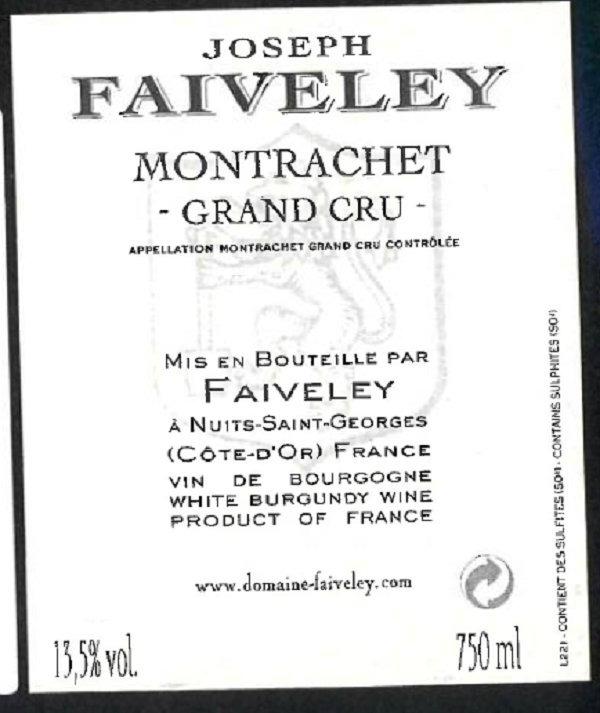 JOSEPH
FAIVELEY
MONTRACHET
- GRAND CRU -
APPELLATION MONTRACHET GRAND CRU CONTRÔLÉE
MIS EN BOUTEILLE PAR
FAIVELEY
À NUITS-SAINT-GEORGES
(CÔTE-D'OR) FRANCE
VIN DE BOURGOGNE
WHITE BURGUNDY WINE
PRODUCT OF FRANCE
www.domaine-faiveley.com
13,5% vol.
750 ml
CONTIENT DES SULFITES - CONTAINS SULPHITES